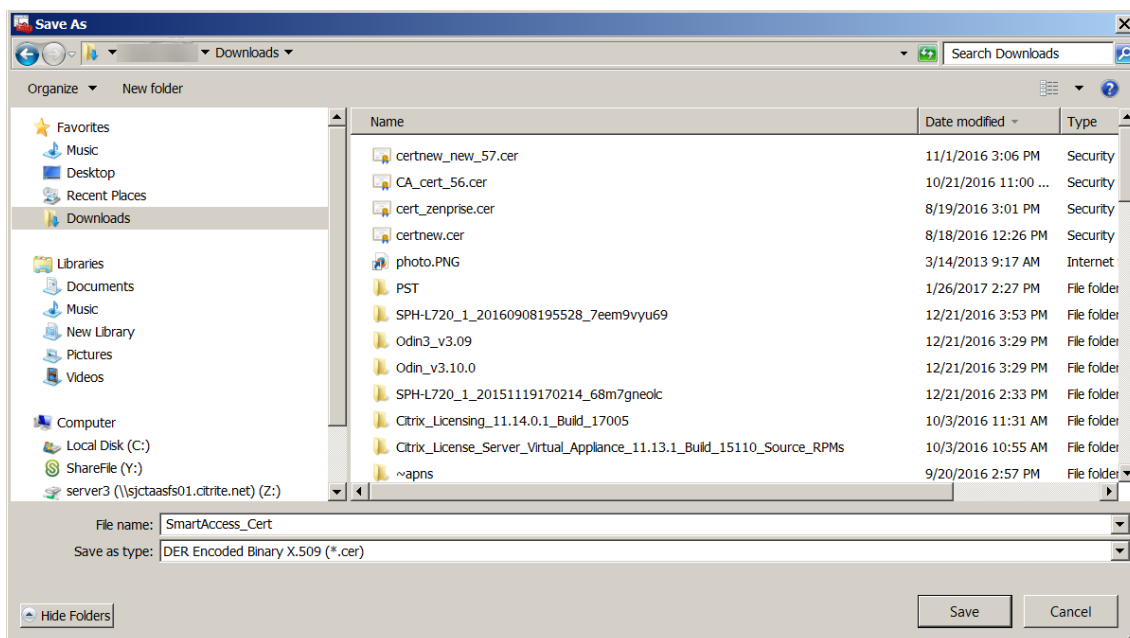 Save As
Downloads
Search Downloads
Organize
New folder
Favorites
Music
Desktop
Recent Places
Downloads
Libraries
Documents
Music
New Library
Pictures
Videos
Computer
Local Disk (C:)
ShareFile (Y:)
server3 (\\sjctaasfs01.citrite.net) (Z:)
Name Date modified Type
certnew_new_57.cer 11/1/2016 3:06 PM Security
CA_cert_56.cer 10/21/2016 11:00 ... Security
cert_zenprise.cer 8/19/2016 3:01 PM Security
certnew.cer 8/18/2016 12:26 PM Security
photo.PNG 3/14/2013 9:17 AM Internet
PST 1/26/2017 2:27 PM File folder
SPH-L720_1_20160908195528_7eem9vyu69 12/21/2016 3:53 PM File folder
Odin3_v3.09 12/21/2016 3:29 PM File folder
Odin_v3.10.0 12/21/2016 3:29 PM File folder
SPH-L720_1_20151119170214_68m7gneolc 12/21/2016 2:33 PM File folder
Citrix_Licensing_11.14.0.1_Build_17005 10/3/2016 11:31 AM File folder
Citrix_License_Server_Virtual_Appliance_11.13.1_Build_15110_Source_RPMs 10/3/2016 10:55 AM File folder
~apns 9/20/2016 2:57 PM File folder
File name: SmartAccess_Cert
Save as type: DER Encoded Binary X.509 (*.cer)
Hide Folders
Save
Cancel